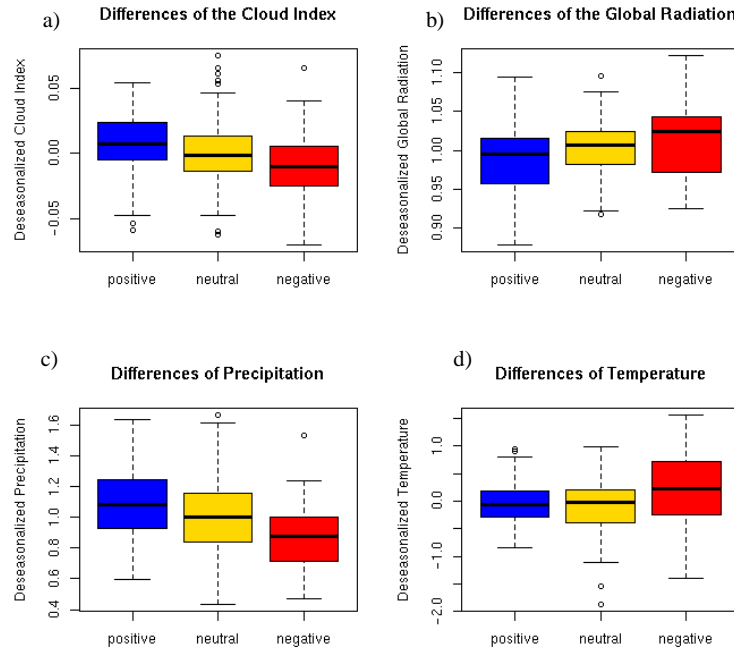 a)
Differences of the Cloud Index
Deseasonalized Cloud Index
0.05
0.00
−0.05
positive
neutral
negative
b)
Differences of the Global Radiation
Deseasonalized Global Radiation
1.10
1.05
1.00
0.95
0.90
positive
neutral
negative
c)
Differences of Precipitation
Deseasonalized Precipitation
1.6
1.4
1.2
1.0
0.8
0.6
0.4
positive
neutral
negative
d)
Differences of Temperature
Deseasonalized Temperature
1.0
0.0
−1.0
−2.0
positive
neutral
negative